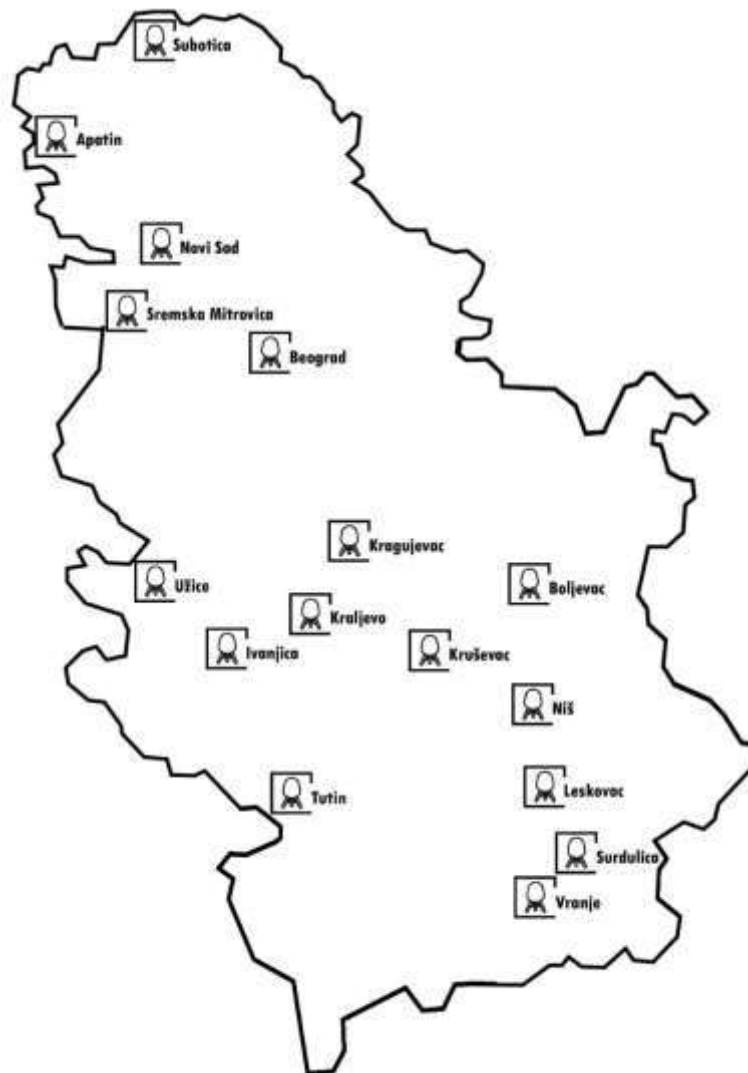 Subotica
Apatin
Novi Sad
Sremska Mitrovica
Beograd
Kragujevac
Užice
Boljevac
Kraljevo
Ivanjica
Kruševac
Niš
Tutin
Leskovac
Surdulica
Vranje